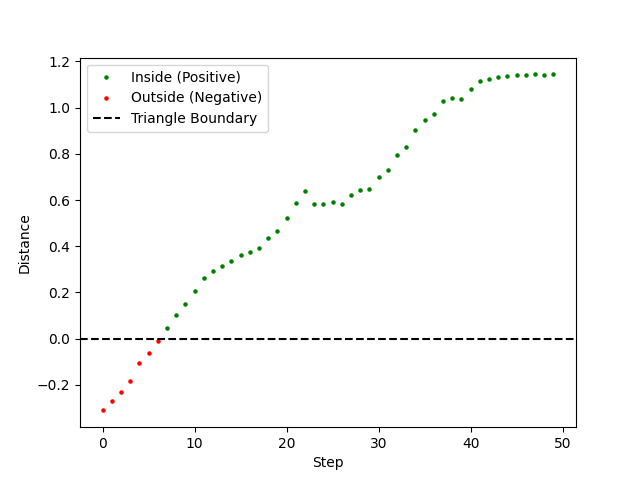 1.2
1.0
0.8
0.6
0.4
0.2
0.0
−0.2
Distance
Inside (Positive)
Outside (Negative)
Triangle Boundary
0 10 20 30 40 50
Step